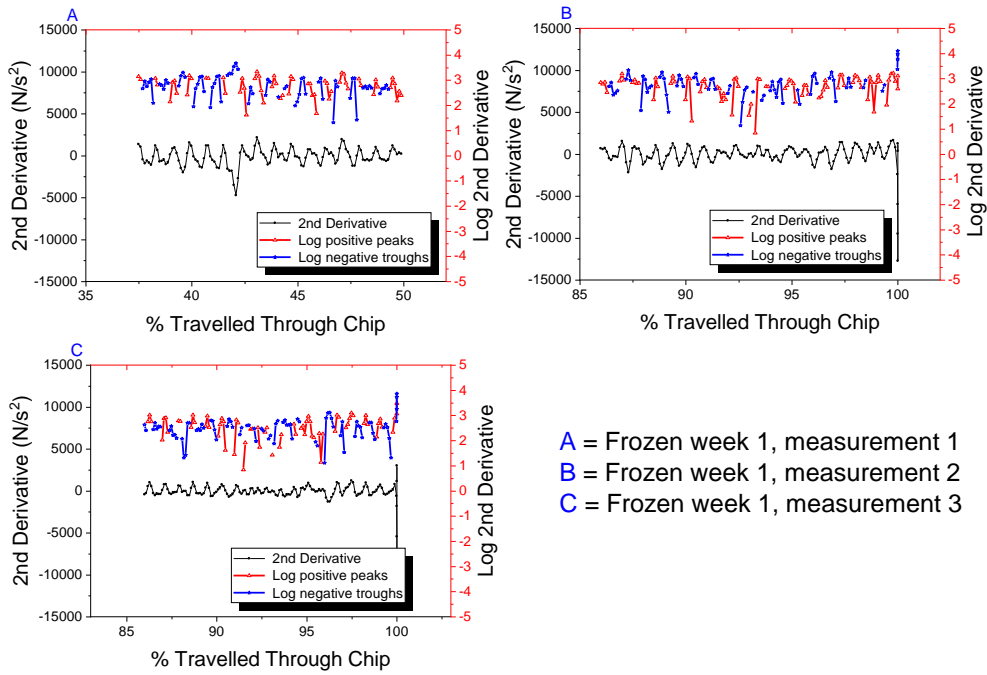 A
15000
10000
5000
0
-5000
-10000
-15000
5
4
3
2
1
0
-1
-2
-3
-4
-5
2nd Derivative (N/s²)
Log 2nd Derivative
2nd Derivative
Log positive peaks
Log negative troughs
35 40 45 50
% Travelled Through Chip
B
15000
10000
5000
0
-5000
-10000
-15000
5
4
3
2
1
0
-1
-2
-3
-4
-5
2nd Derivative (N/s²)
Log 2nd Derivative
2nd Derivative
Log positive peaks
Log negative troughs
85 90 95 100
% Travelled Through Chip
C
15000
10000
5000
0
-5000
-10000
-15000
5
4
3
2
1
0
-1
-2
-3
-4
-5
2nd Derivative (N/s²)
Log 2nd Derivative
2nd Derivative
Log positive peaks
Log negative troughs
85 90 95 100
% Travelled Through Chip
A = Frozen week 1, measurement 1
B = Frozen week 1, measurement 2
C = Frozen week 1, measurement 3